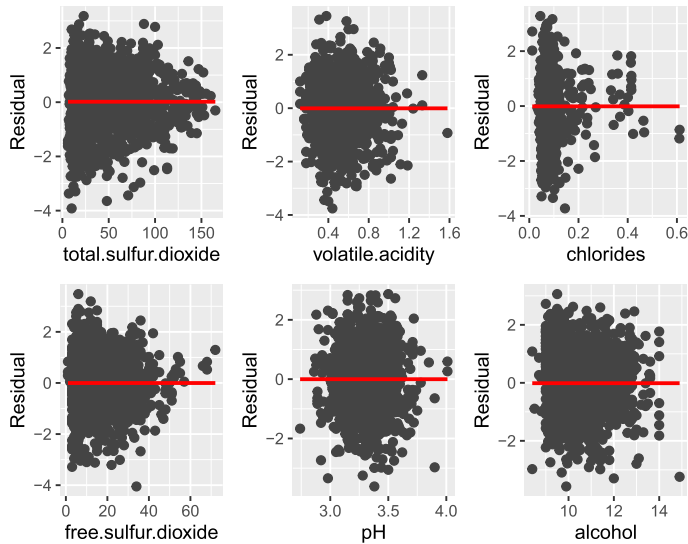 Residual
2
0
−2
−4
0 50 100 150
total.sulfur.dioxide
Residual
2
0
−2
−4
0.4 0.8 1.2 1.6
volatile.acidity
Residual
2
0
−2
−4
0.0 0.2 0.4 0.6
chlorides
Residual
2
0
−2
−4
0 20 40 60
free.sulfur.dioxide
Residual
2
0
−2
3.0 3.5 4.0
pH
Residual
2
0
−2
10 12 14
alcohol